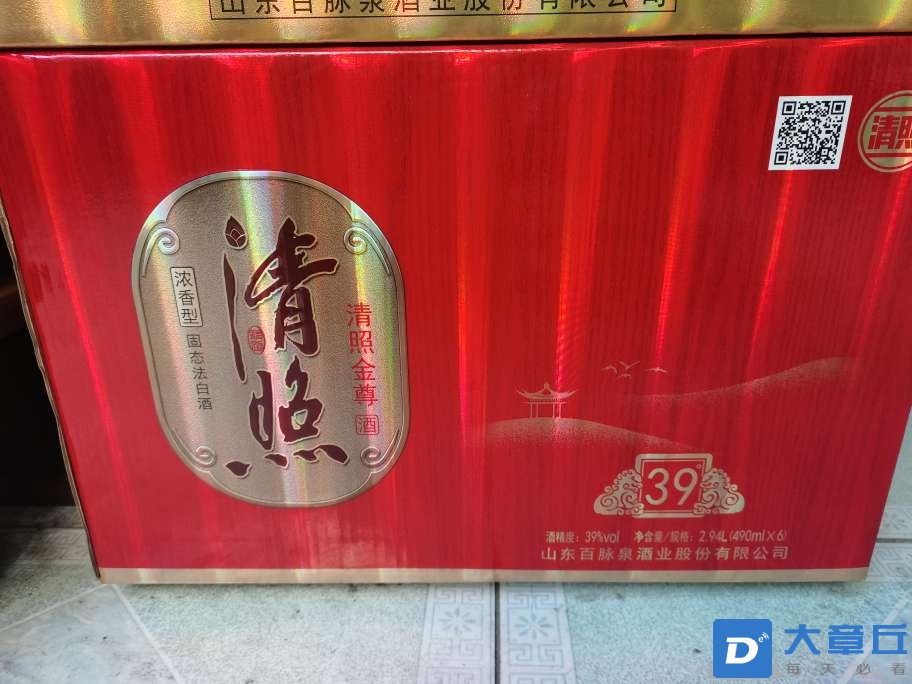 山东百脉泉酒业股份有限公司
清照
清照
浓香型
固态法白酒
清照金尊
酒
39°
酒精度：39%vol 净含量/规格：2.94L(490ml×6)
山东百脉泉酒业股份有限公司
De
大章丘
每天必看